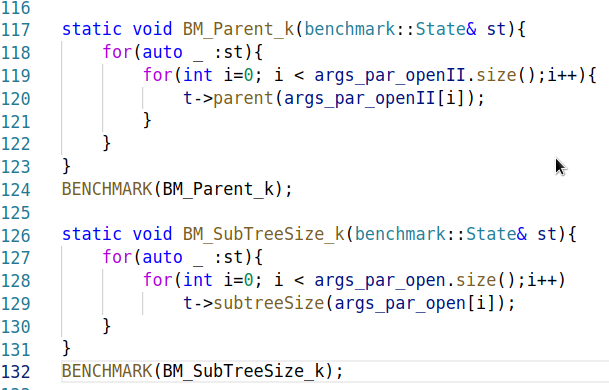 116
117 static void BM_Parent_k(benchmark::State& st){
118     for(auto _ :st){
119         for(int i=0; i < args_par_openII.size();i++){
120             t->parent(args_par_openII[i]);
121         }
122     }
123 }
124 BENCHMARK(BM_Parent_k);
125
126 static void BM_SubTreeSize_k(benchmark::State& st){
127     for(auto _ :st){
128         for(int i=0; i < args_par_open.size();i++)
129             t->subtreeSize(args_par_open[i]);
130     }
131 }
132 BENCHMARK(BM_SubTreeSize_k);